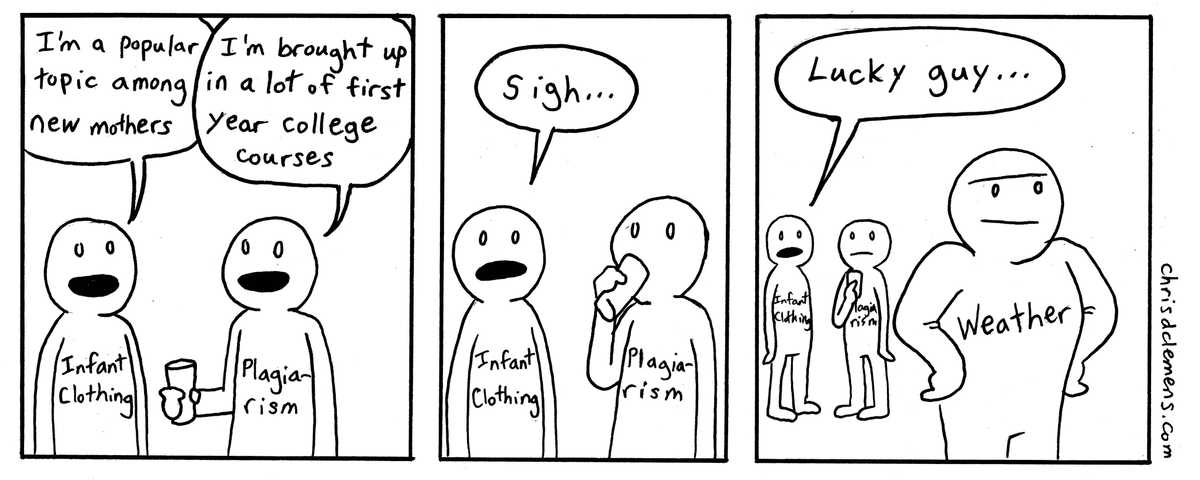 I'm a popular
topic among
new mothers
I'm brought up
in a lot of first
year college
courses
Infant
Clothing
Plagia-
rism
Sigh...
Infant
Clothing
Plagia-
rism
Lucky guy...
Infant
Clothing
Plagia
rism
Weather
chrisdclemens.com